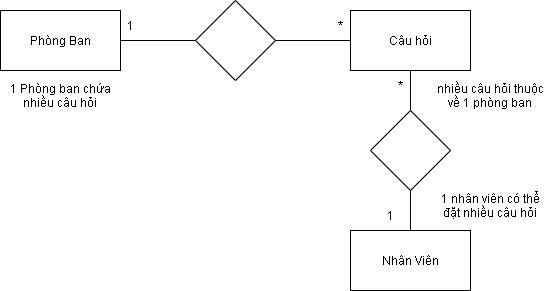 Phòng Ban
1
*
Câu hỏi
1 Phòng ban chứa
nhiều câu hỏi
*
nhiều câu hỏi thuộc
về 1 phòng ban
1 nhân viên có thể
đặt nhiều câu hỏi
1
Nhân Viên